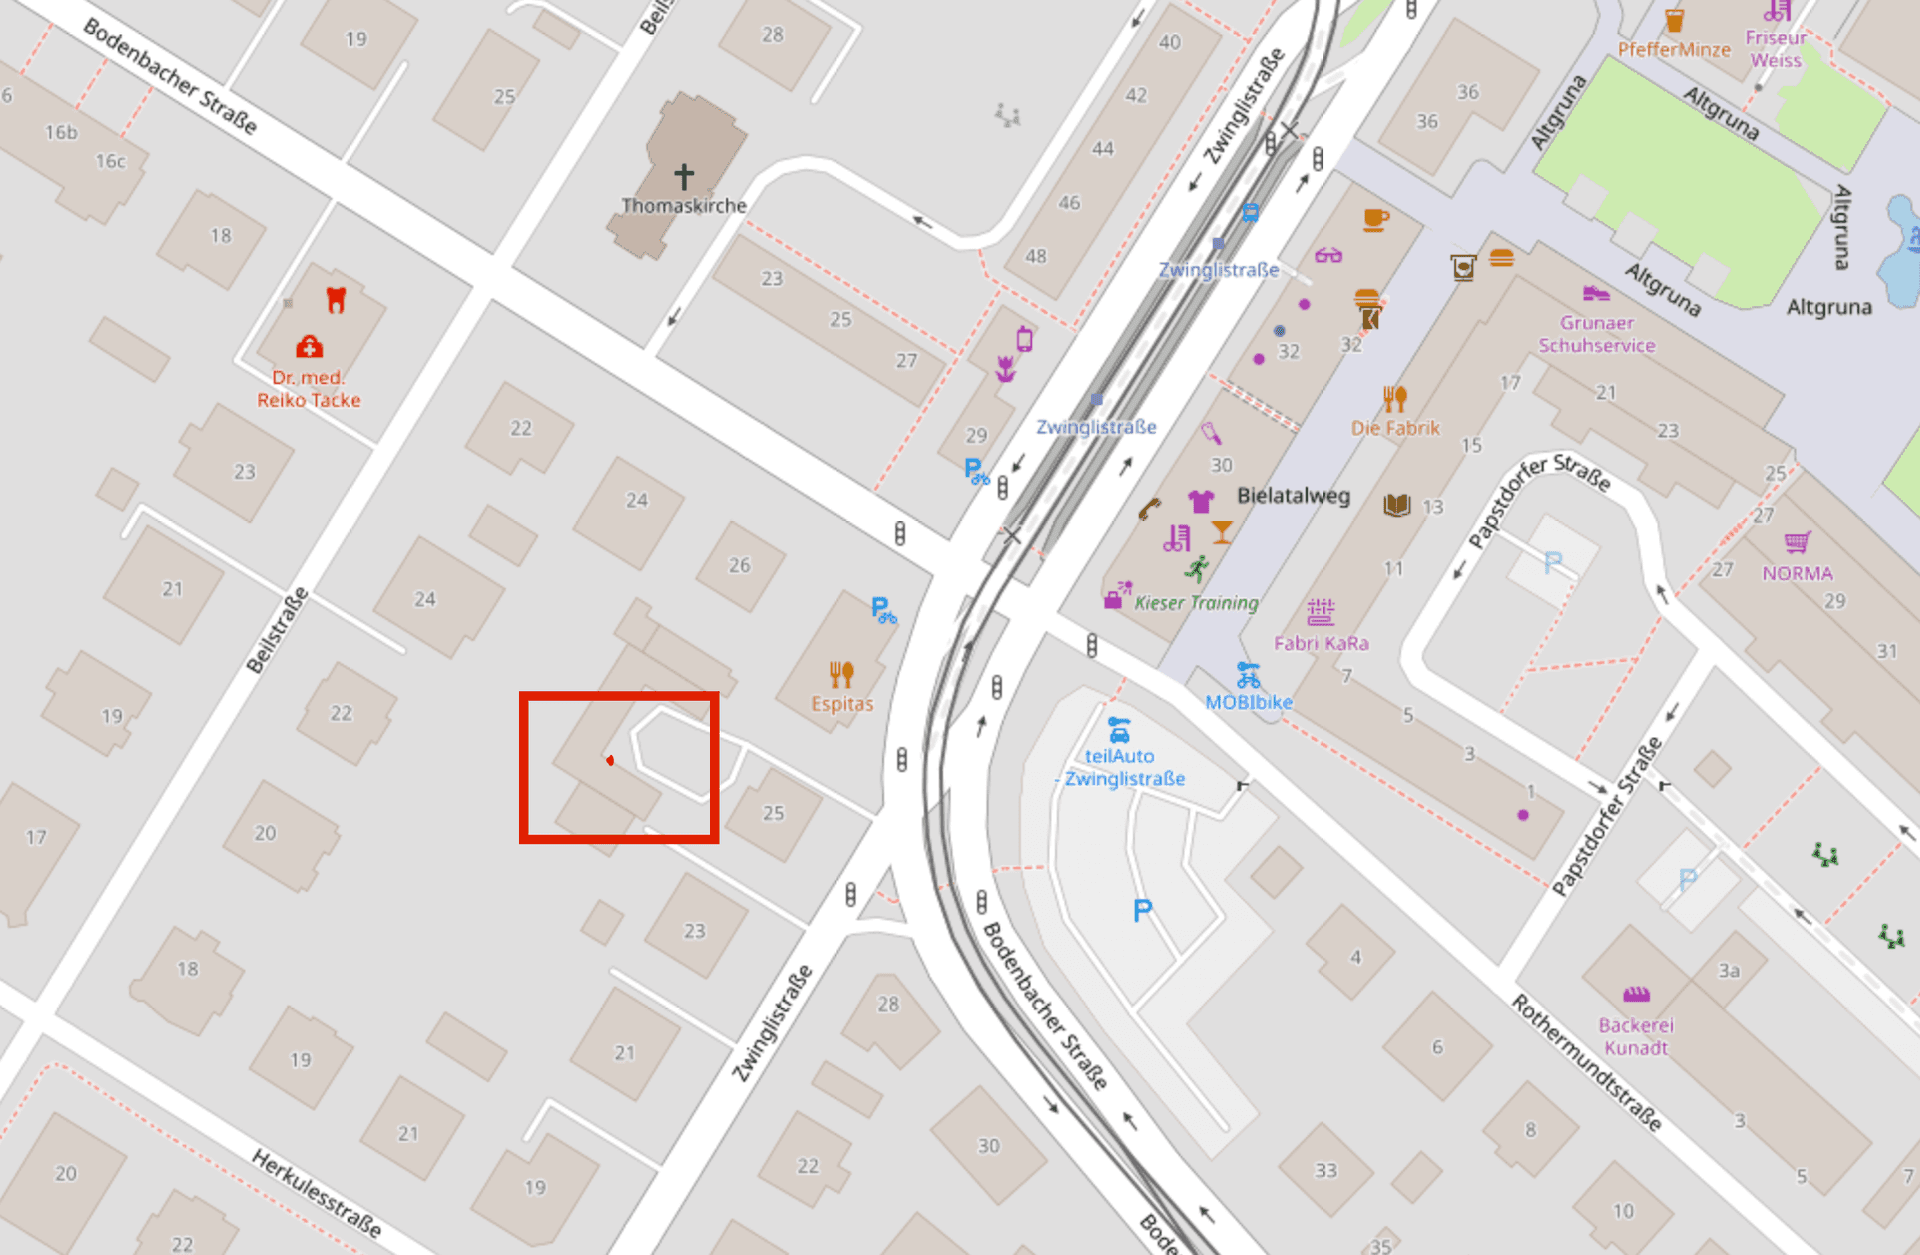 Bodenbacher Straße
19
25
Beils
28
40
42
44
46
48
Zwinglistraße
36
36
PfefferMinze
Friseur
Weiss
Altgruna
Altgruna
Altgruna
Altgruna
Altgruna
6
16b
16c
18
Thomaskirche
23
25
27
29
Zwinglistraße
Zwinglistraße
32
32
Grunaer
Schuhservice
Dr. med.
Reiko Tacke
22
23
24
30
Bielatalweg
Die Fabrik
17
15
13
11
21
23
25
27
27
29
31
Papstdorfer Straße
P
NORMA
21
24
26
P
P
Espitas
Kieser Training
Fabri KaRa
MOBIbike
teilAuto
- Zwinglistraße
7
5
3
1
Beilstraße
19
22
20
17
25
23
P
P
Papstdorfer Straße
4
3a
Bäckerei
Kunadt
Rothermundtstraße
Bodenbacher Straße
Zwinglistraße
18
19
21
21
28
6
8
3
5
7
10
33
35
30
22
19
20
22
Herkulesstraße
Bode